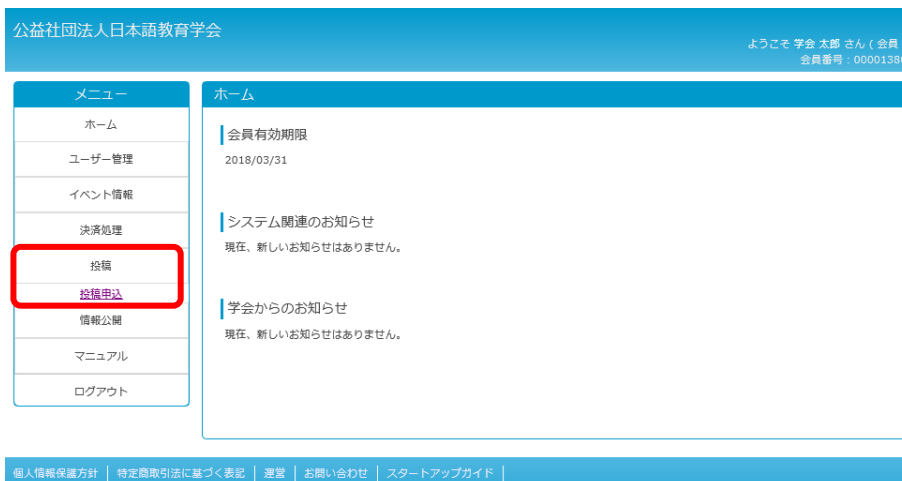 公益社団法人日本語教育学会
ようこそ 学会 太郎 さん ( 会員
会員番号 : 0000138
メニュー
ホーム
ユーザー管理
イベント情報
決済処理
投稿
投稿申込
情報公開
マニュアル
ログアウト
ホーム
会員有効期限
2018/03/31
システム関連のお知らせ
現在、新しいお知らせはありません。
学会からのお知らせ
現在、新しいお知らせはありません。
個人情報保護方針 | 特定商取引法に基づく表記 | 運営 | お問い合わせ | スタートアップガイド |